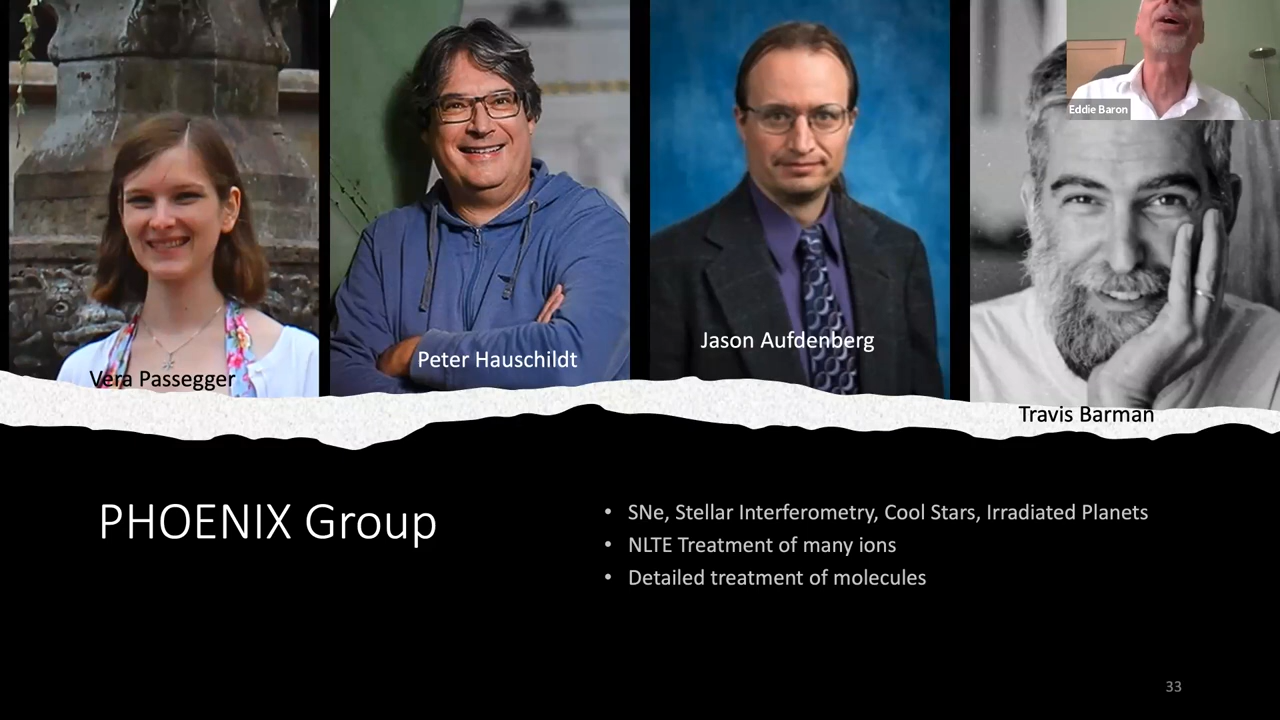 Eddie Baron
Vera Passegger
Peter Hauschildt
Jason Aufdenberg
Travis Barman
PHOENIX Group
• SNe, Stellar Interferometry, Cool Stars, Irradiated Planets
• NLTE Treatment of many ions
• Detailed treatment of molecules
33